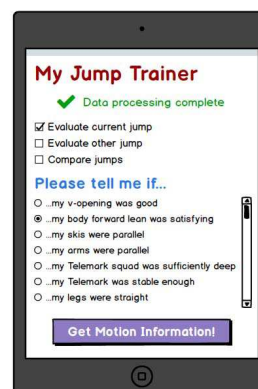 My Jump Trainer
Data processing complete
Evaluate current jump
Evaluate other jump
Compare jumps
Please tell me if...
...my v-opening was good
...my body forward lean was satisfying
...my skis were parallel
...my arms were parallel
...my Telemark squad was sufficiently deep
...my Telemark was stable enough
...my legs were straight
Get Motion Information!